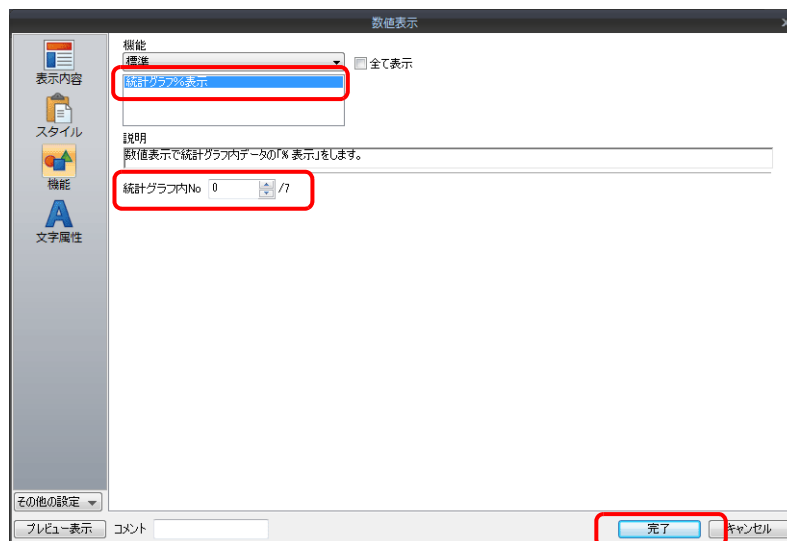 数値表示
表示内容
スタイル
機能
文字属性
機能
標準
全て表示
統計グラフ%表示
説明
数値表示で統計グラフ内データの「% 表示」をします。
統計グラフ内No 0 /7
その他の設定
プレビュー表示 コメント 完了 キャンセル